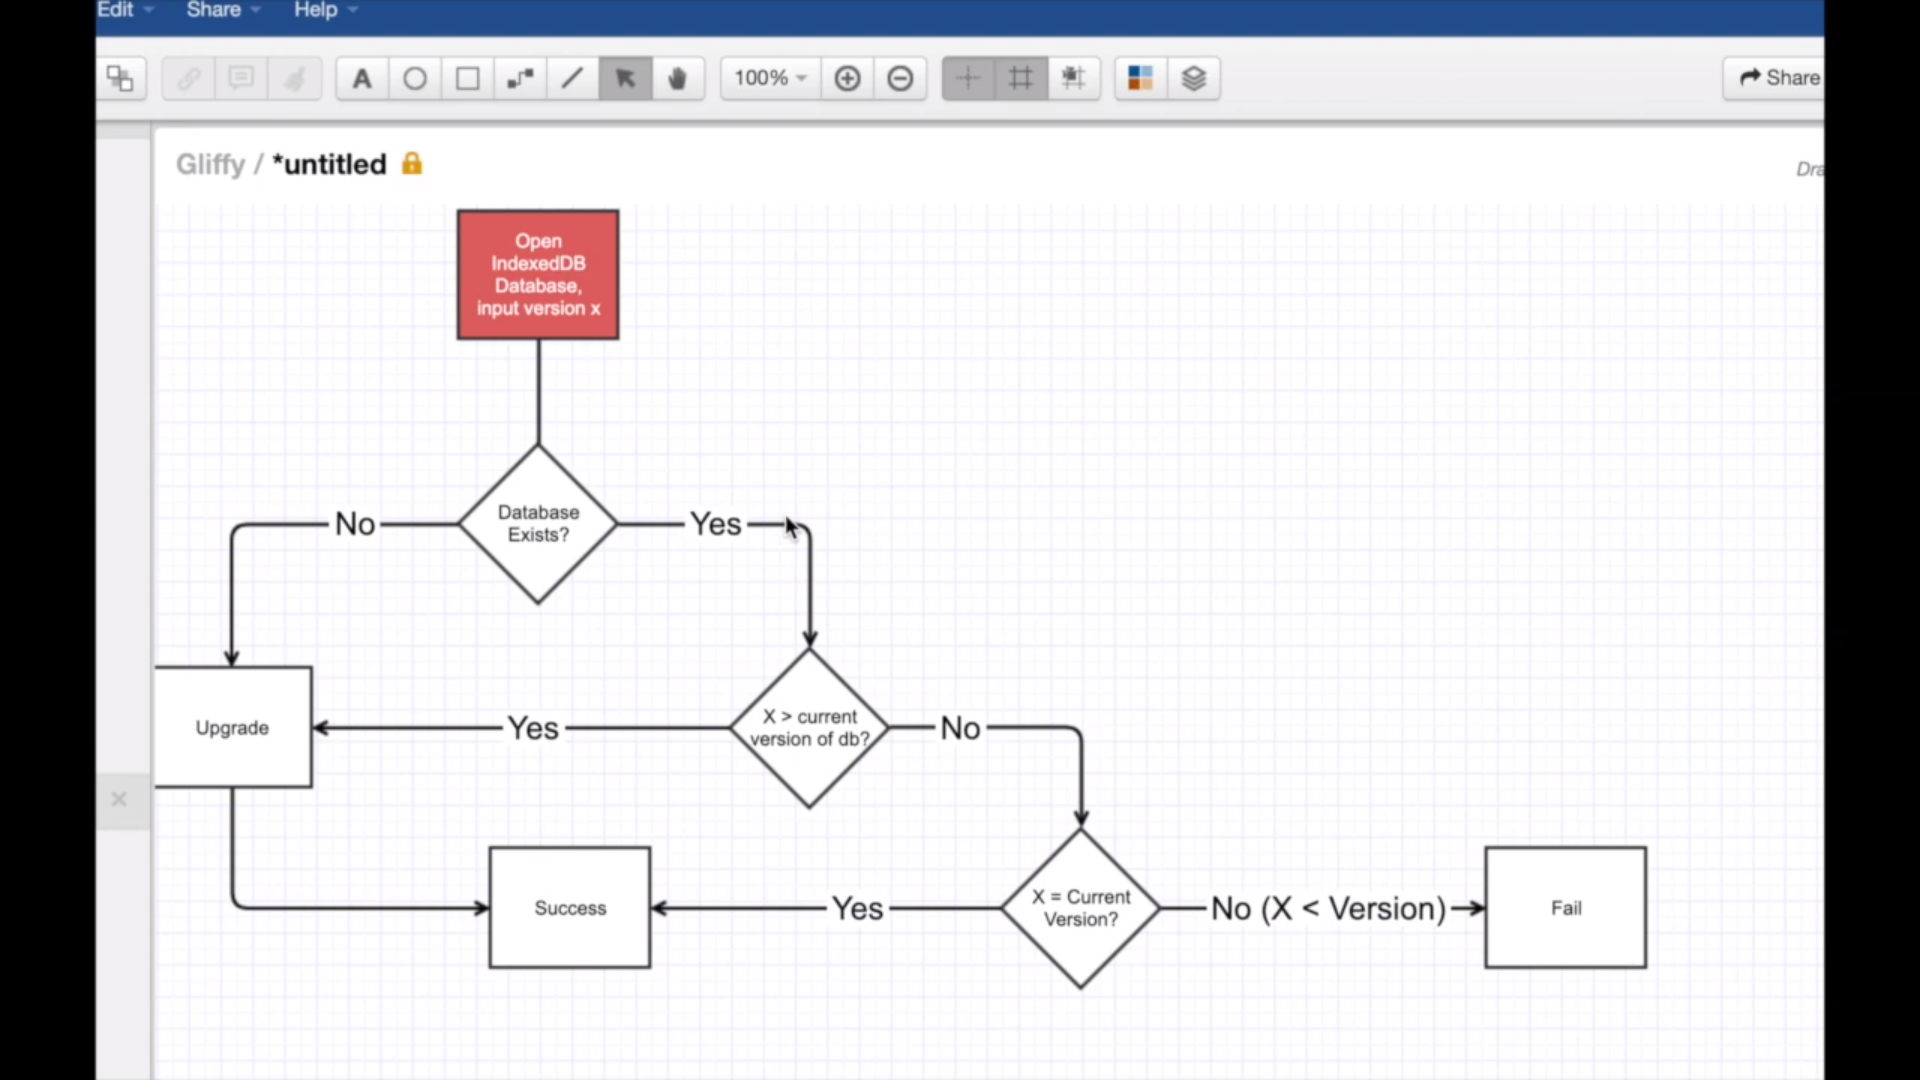 Edit Share Help
A 100% Share
Gliffy / *untitled
Dra
Open
IndexedDB
Database,
input version x
Database
Exists?
No
Yes
X > current
version of db?
Upgrade
Yes
No
X = Current
Version?
Success
Yes
No (X < Version)
Fail